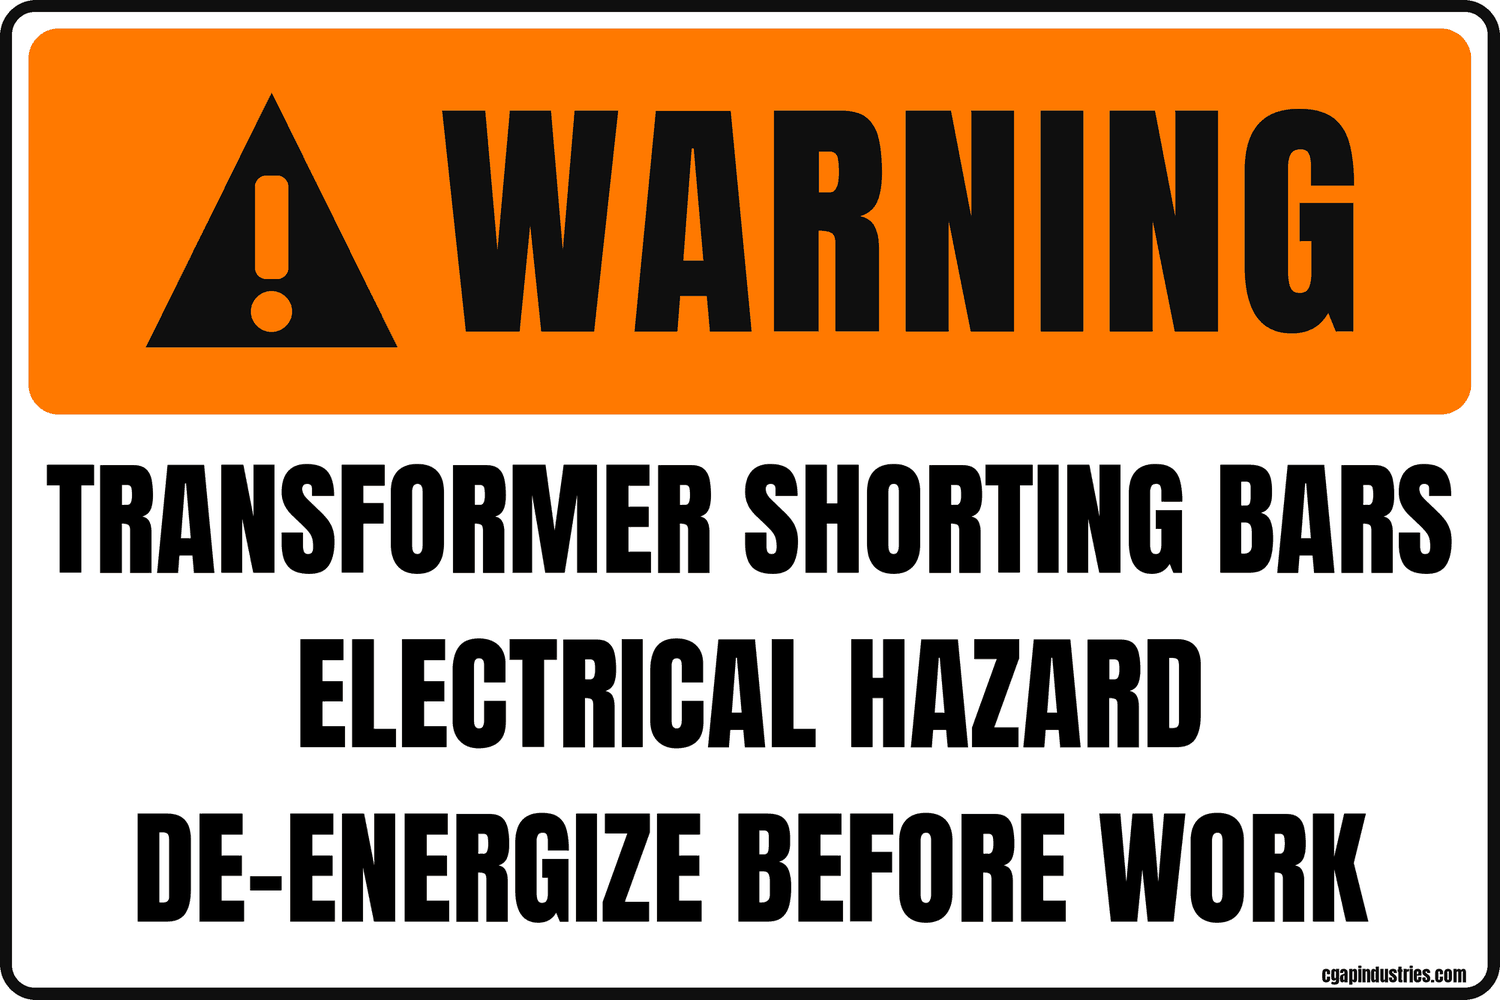 WARNING
TRANSFORMER SHORTING BARS
ELECTRICAL HAZARD
DE-ENERGIZE BEFORE WORK
cgapindustries.com